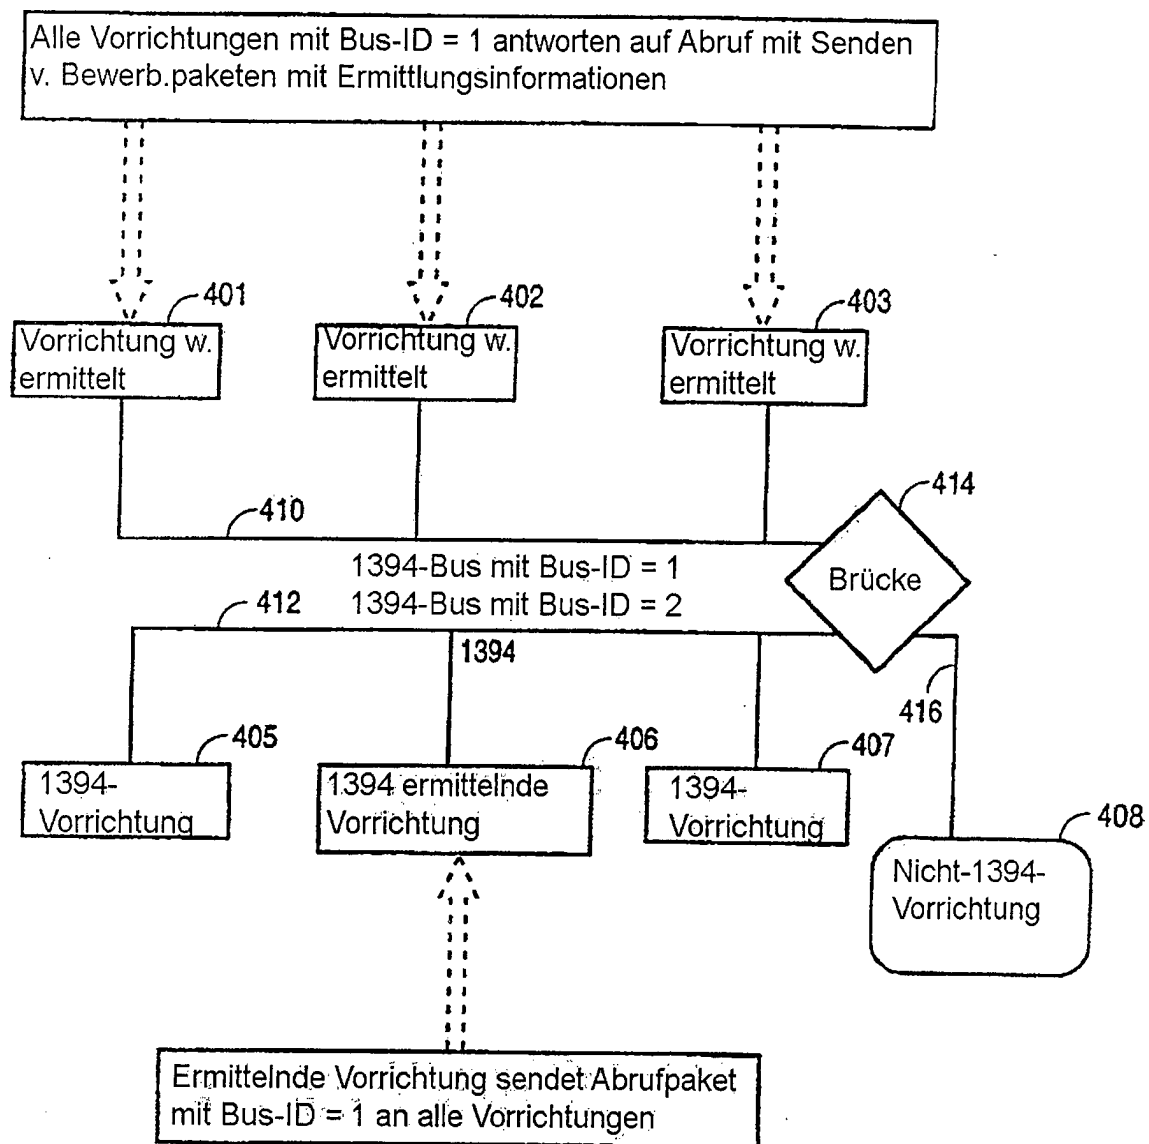 Alle Vorrichtungen mit Bus-ID = 1 antworten auf Abruf mit Senden
v. Bewerb.paketen mit Ermittlungsinformationen
401
402
403
Vorrichtung w.
ermittelt
Vorrichtung w.
ermittelt
Vorrichtung w.
ermittelt
414
410
1394-Bus mit Bus-ID = 1
Brücke
412
1394-Bus mit Bus-ID = 2
1394
416
405
406
407
1394-
Vorrichtung
1394 ermittelnde
Vorrichtung
1394-
Vorrichtung
408
Nicht-1394-
Vorrichtung
Ermittelnde Vorrichtung sendet Abrufpaket
mit Bus-ID = 1 an alle Vorrichtungen